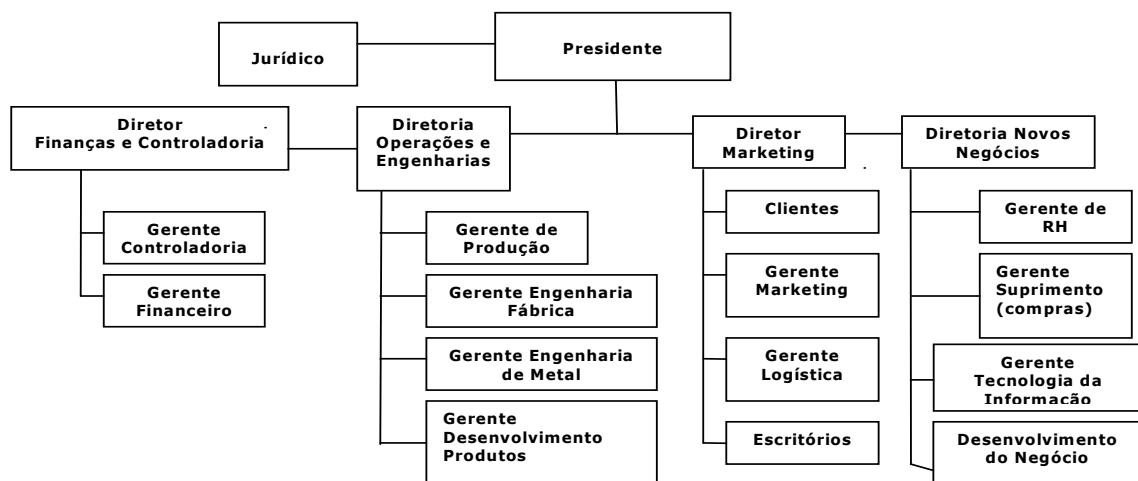 Jurídico
Presidente
Diretor
Finanças e Controladoria
Diretoria
Operações e
Engenharias
Diretor
Marketing
Diretoria Novos
Negócios
Gerente
Controladoria
Gerente
Financeiro
Gerente de
Produção
Gerente Engenharia
Fábrica
Gerente Engenharia
de Metal
Gerente
Desenvolvimento
Produtos
Clientes
Gerente
Marketing
Gerente
Logística
Escritórios
Gerente de
RH
Gerente
Suprimento
(compras)
Gerente
Tecnologia da
Informação
Desenvolvimento
do Negócio